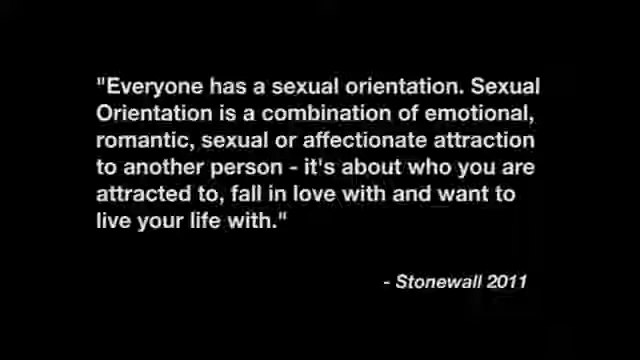 "Everyone has a sexual orientation. Sexual
Orientation is a combination of emotional,
romantic, sexual or affectionate attraction
to another person - it's about who you are
attracted to, fall in love with and want to
live your life with."
- Stonewall 2011